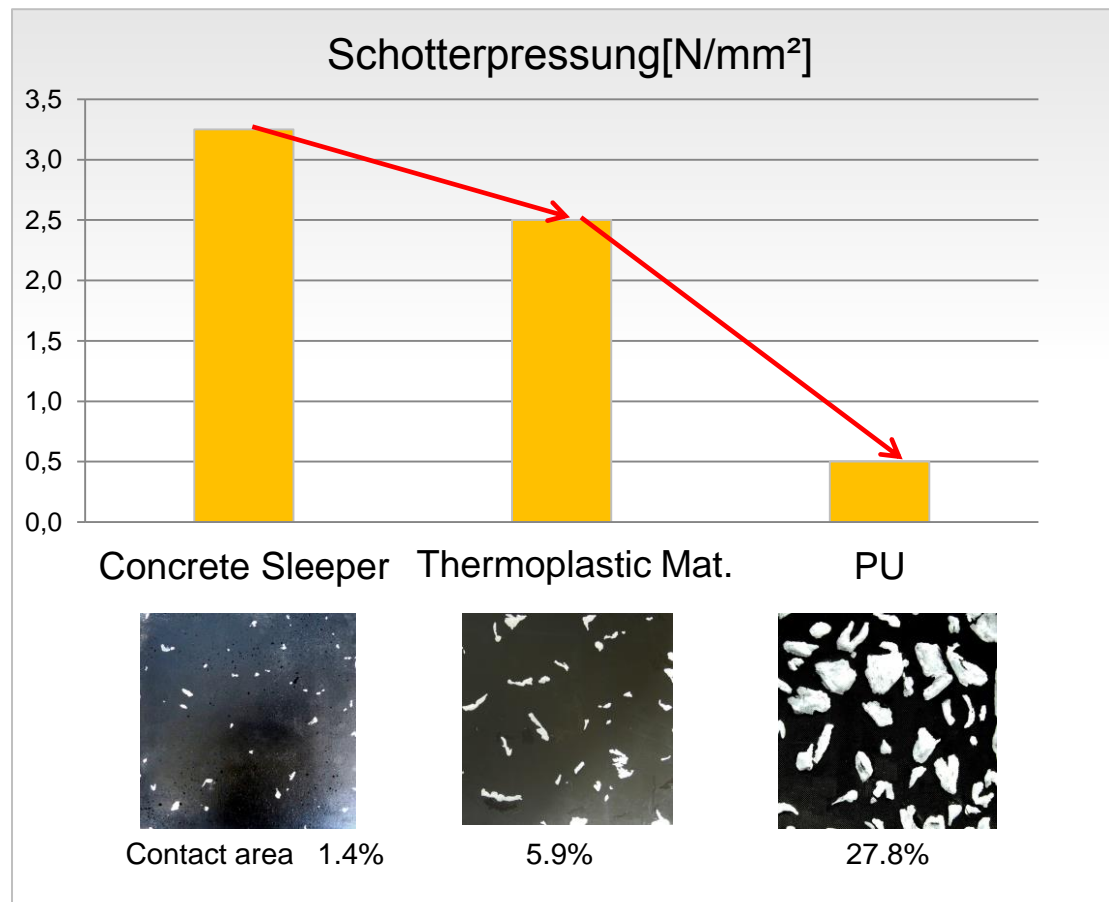 Schotterpressung[N/mm²]
3,5
3,0
2,5
2,0
1,5
1,0
0,5
0,0
Concrete Sleeper Thermoplastic Mat. PU
Contact area 1.4% 5.9% 27.8%